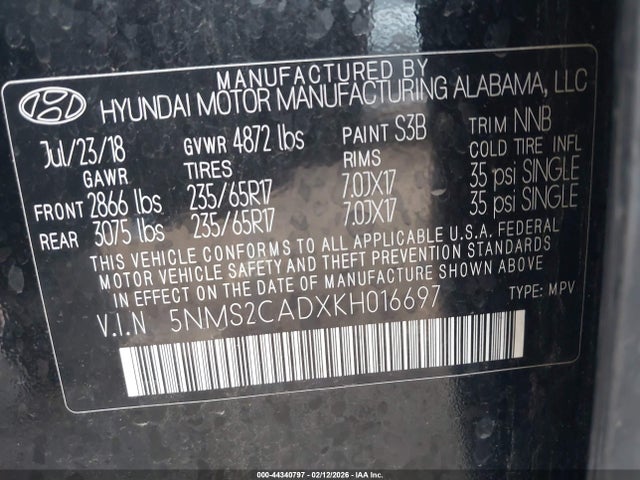 MANUFACTURED BY
HYUNDAI MOTOR MANUFACTURING ALABAMA, LLC
Jul/23/18 GVWR 4872 lbs PAINT S3B TRIM NNB
GAWR TIRES RIMS COLD TIRE INFL
FRONT 2866 lbs 235/65R17 7.0JX17 35 psi SINGLE
REAR 3075 lbs 235/65R17 7.0JX17 35 psi SINGLE
THIS VEHICLE CONFORMS TO ALL APPLICABLE U.S.A. FEDERAL
MOTOR VEHICLE SAFETY AND THEFT PREVENTION STANDARDS
IN EFFECT ON THE DATE OF MANUFACTURE SHOWN ABOVE
V.I.N 5NMS2CADXKH016697 TYPE: MPV
000-44340797 - 02/12/2026 - IAA Inc.